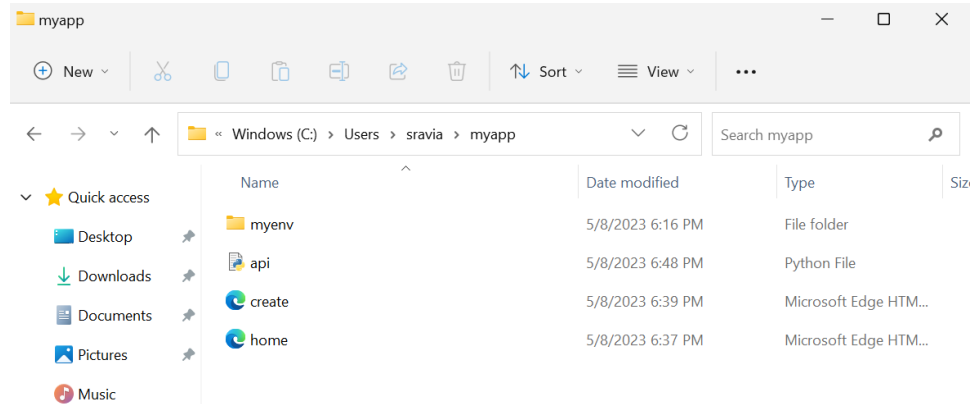 myapp
New Sort View
« Windows (C:) › Users › sravia › myapp Search myapp
Name Date modified Type Siz
Quick access
myenv 5/8/2023 6:16 PM File folder
Desktop
api 5/8/2023 6:48 PM Python File
Downloads
create 5/8/2023 6:39 PM Microsoft Edge HTM...
Documents
home 5/8/2023 6:37 PM Microsoft Edge HTM...
Pictures
Music